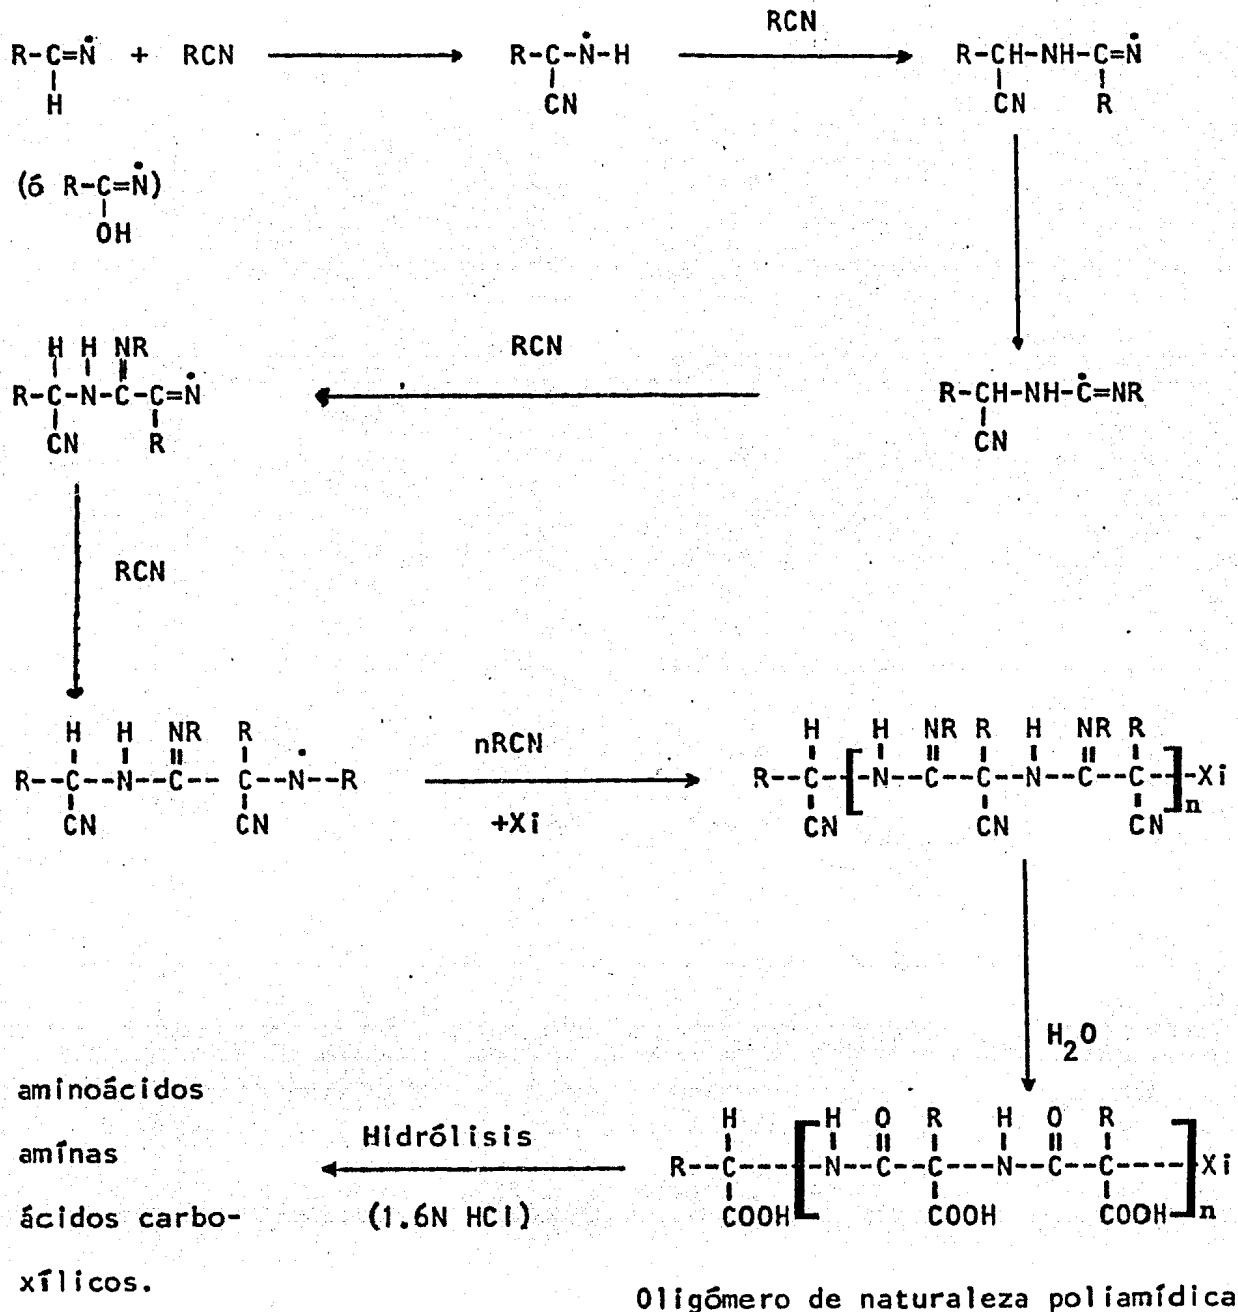 RCN
R-C=Ṅ + RCN R-C-Ṅ-H R-CH-NH-C=Ṅ
H CN CN R
(ó R-C=Ṅ)
OH
H H NR RCN
R-C-N-C-C=Ṅ R-CH-NH-Ċ=NR
CN R CN
RCN
H H NR R nRCN H H NR R H NR R
R--C--N--C--C--Ṅ--R R--C-[-N--C--C--N--C--C-]n-Xi
CN CN +Xi CN CN CN
H2O
aminoácidos
H H O R H O R
Hidrólisis
amīnas
R--C---[-N--C--C---N--C--C----]n-Xi
ácidos carbo- (1.6N HCl) COOH COOH COOH
xīlicos.
Oligómero de naturaleza poliamídica